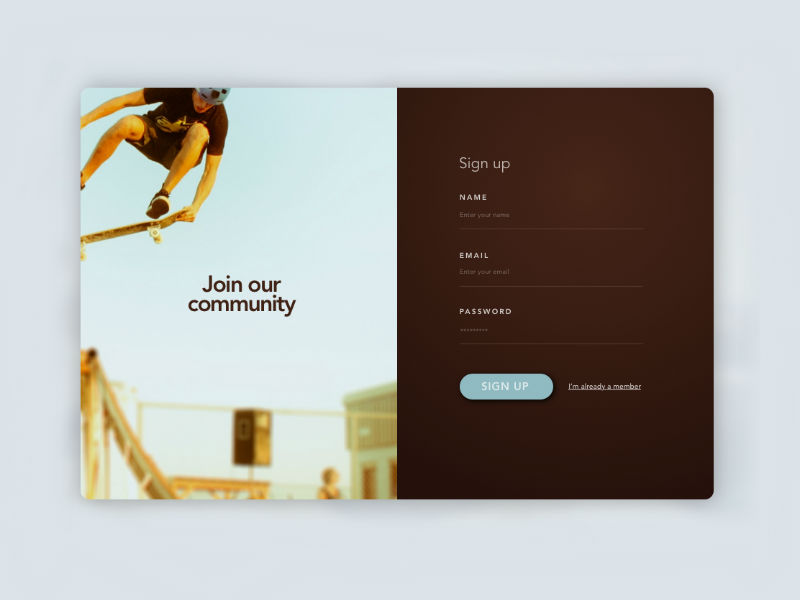 Join our
community
Sign up
NAME
Enter your name
EMAIL
Enter your email
PASSWORD
*********
SIGN UP
I'm already a member